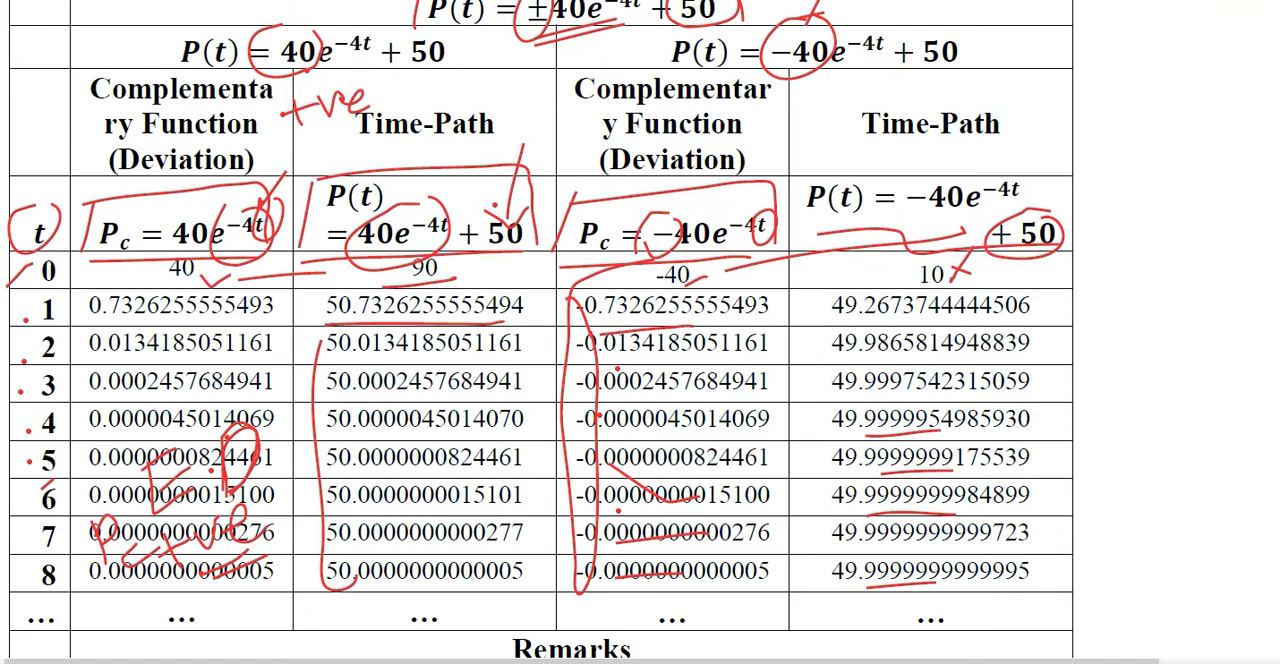 P(t) = ±40e⁻⁴ᵗ + 50
P(t) = 40e⁻⁴ᵗ + 50 P(t) = −40e⁻⁴ᵗ + 50
Complementa
ry Function
(Deviation)
+ve
Time-Path
Complementar
y Function
(Deviation)
Time-Path
t
P_c = 40e⁻⁴ᵗ
P(t)
= 40e⁻⁴ᵗ + 50
P_c = −40e⁻⁴ᵗ
P(t) = −40e⁻⁴ᵗ
+ 50
0 40 90 -40 10
1 0.7326255555493 50.7326255555494 -0.7326255555493 49.2673744444506
2 0.0134185051161 50.0134185051161 -0.0134185051161 49.9865814948839
3 0.0002457684941 50.0002457684941 -0.0002457684941 49.9997542315059
4 0.0000045014069 50.0000045014070 -0.0000045014069 49.9999954985930
5 0.0000000824461 50.0000000824461 -0.0000000824461 49.9999999175539
6 0.0000000015100 50.0000000015101 -0.0000000015100 49.9999999984899
7 0.0000000000276 50.0000000000277 -0.0000000000276 49.9999999999723
8 0.0000000000005 50.0000000000005 -0.0000000000005 49.9999999999995
... ... ... ... ...
Remarks